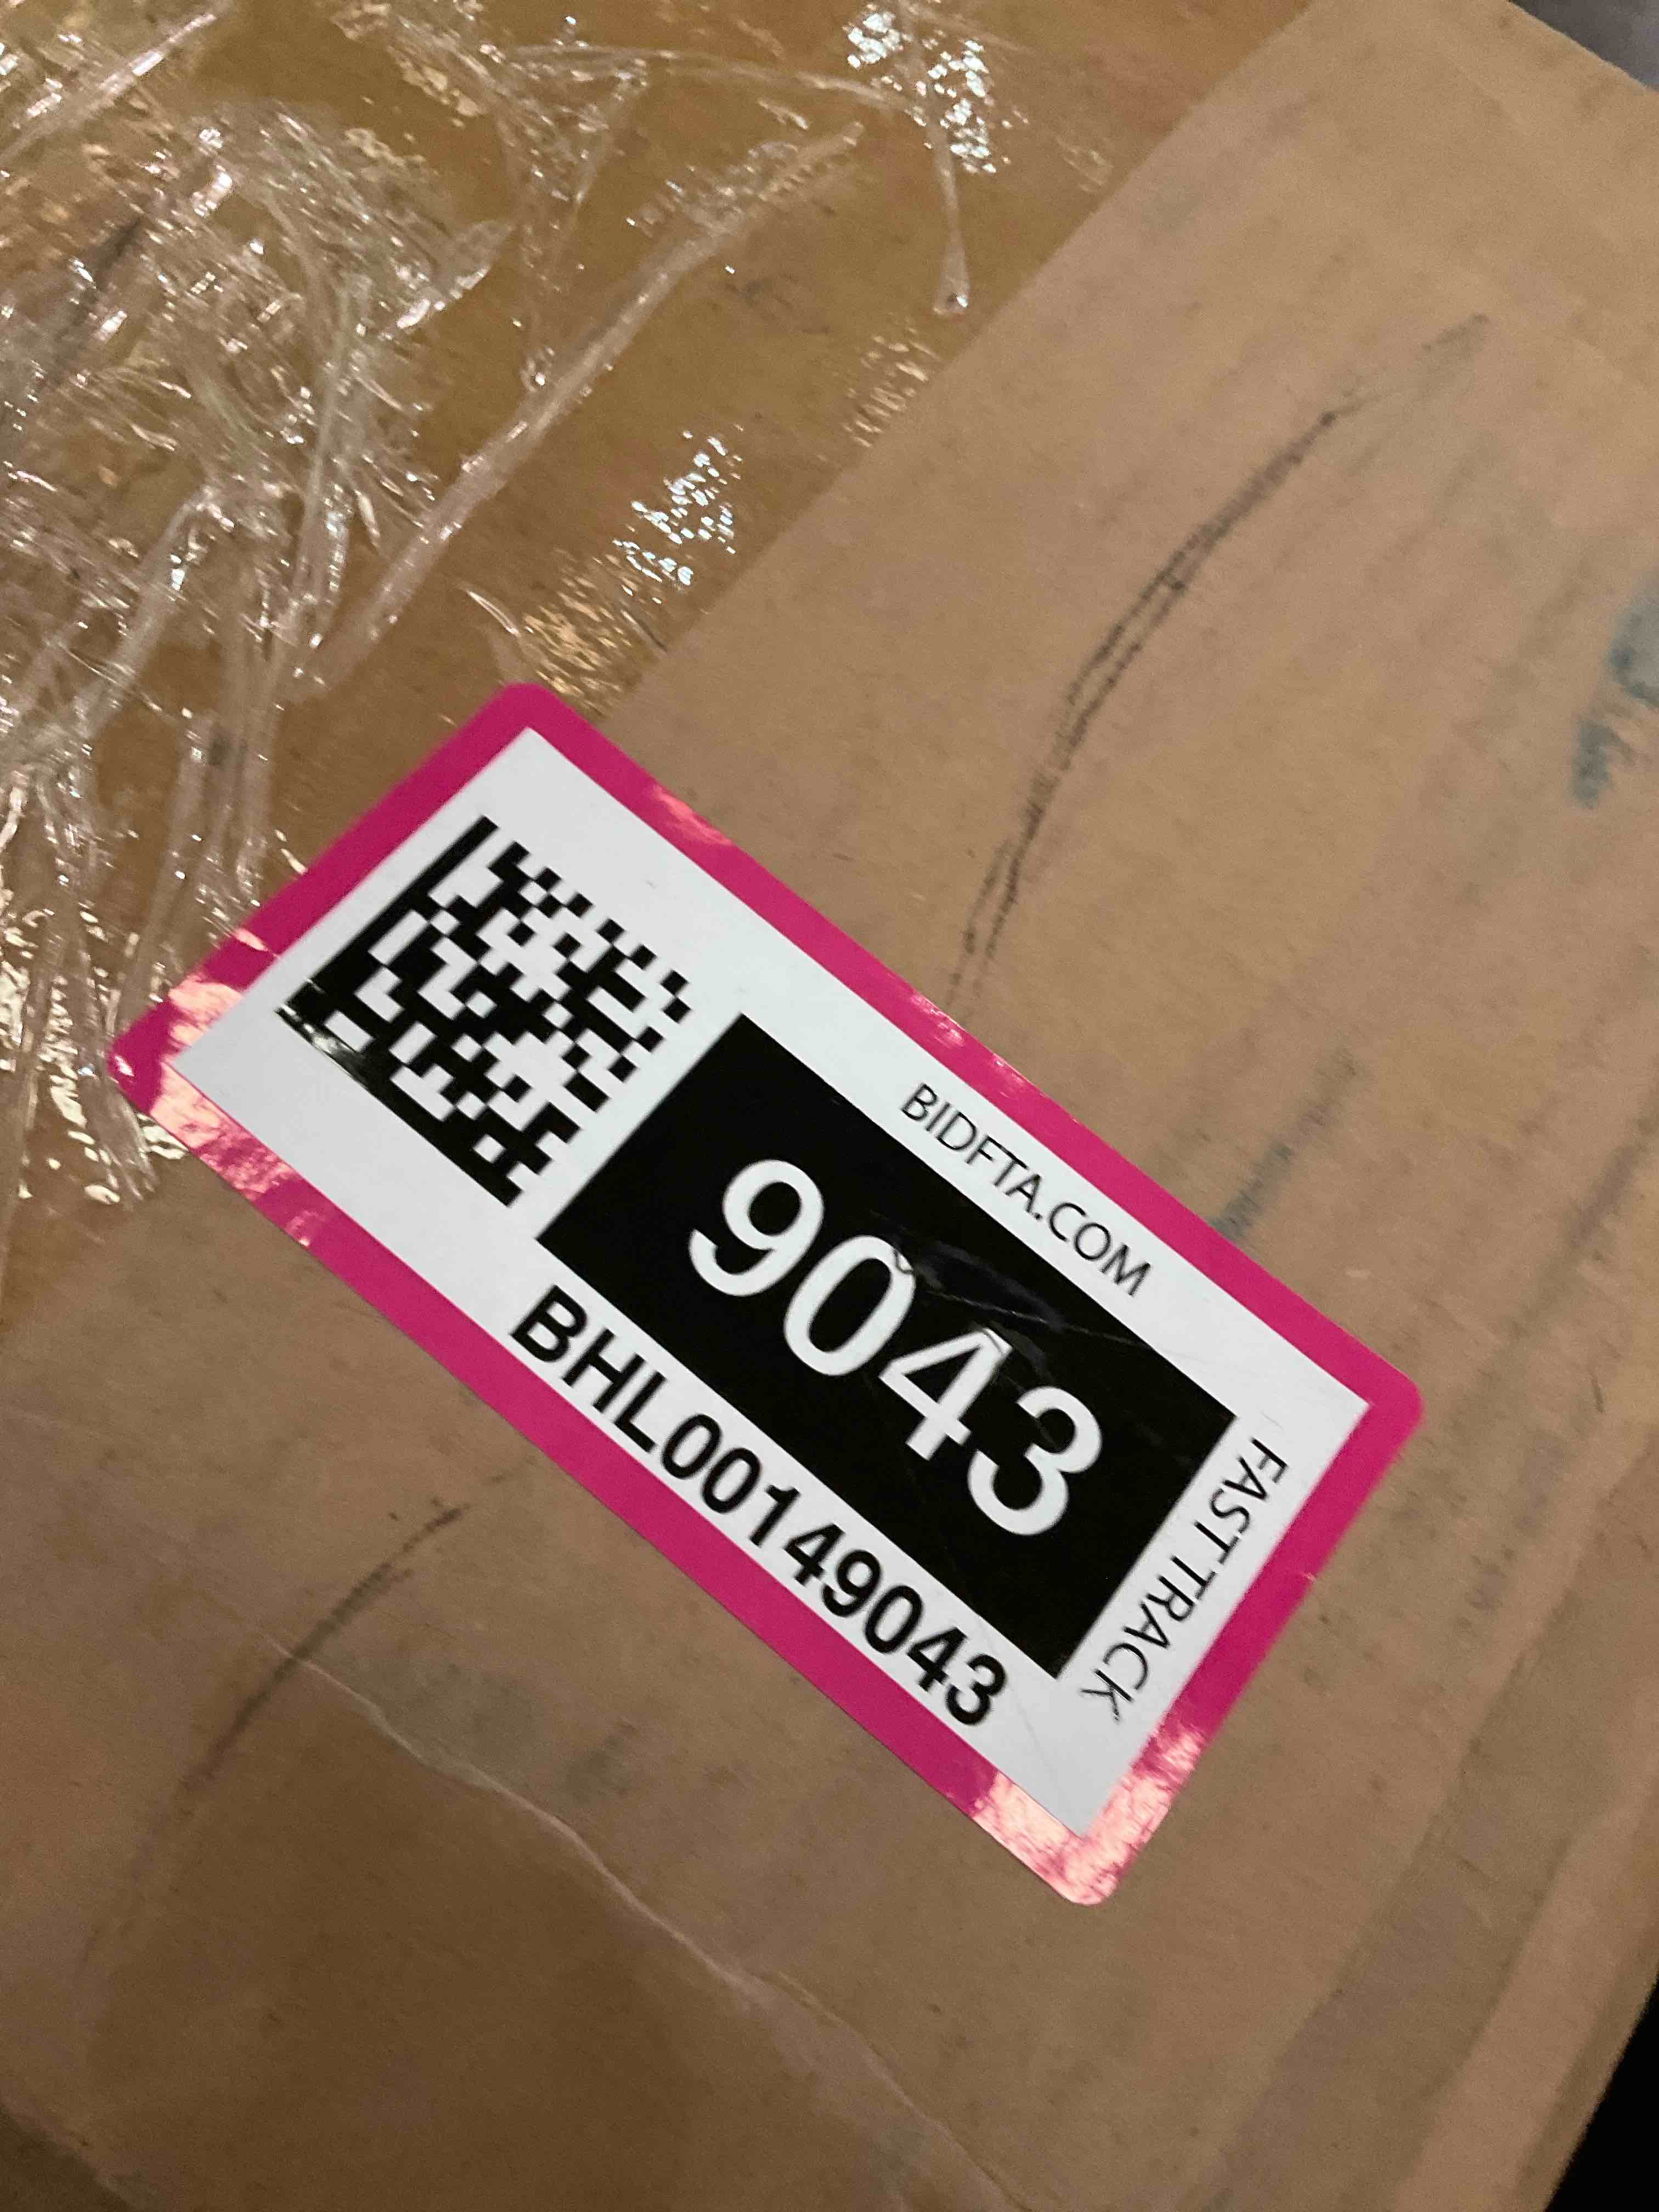 BIDFTA.COM
9043
FAST TRACK
BHL00149043